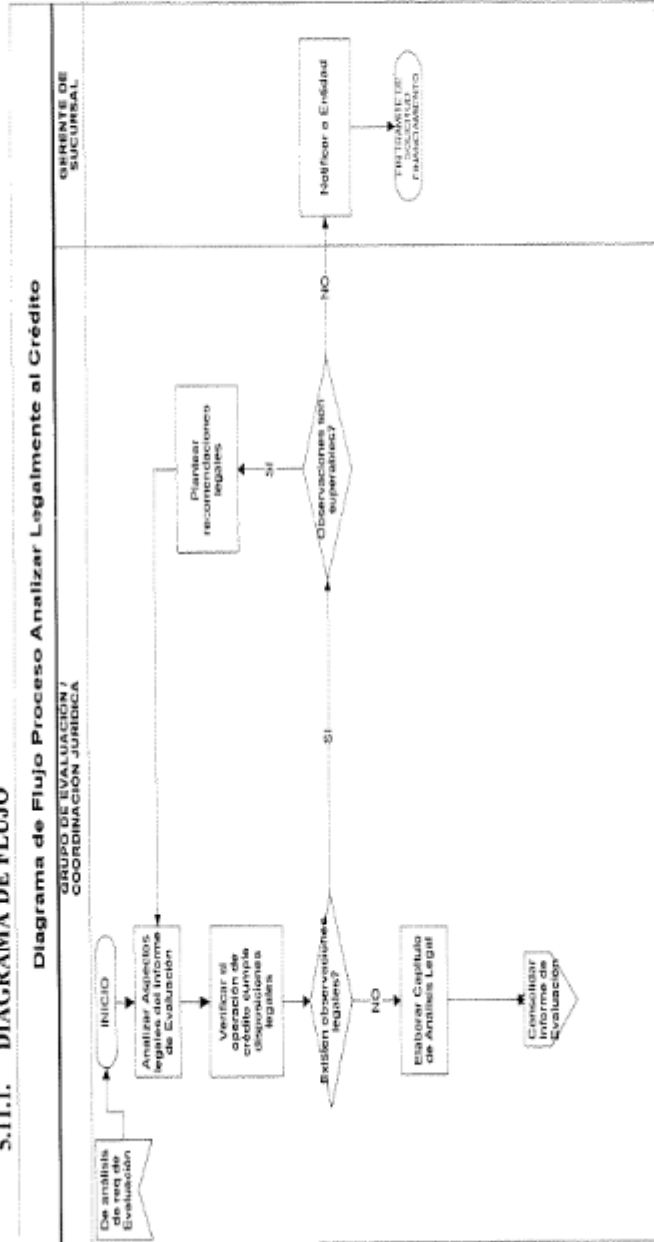 5.11.1. DIAGRAMA DE FLUJO
Diagrama de Flujo Proceso Analizar Legalmente al Crédito
GRUPO DE EVALUACIÓN /
COORDINACIÓN JURÍDICA
GERENTE DE
SUCURSAL
De análisis
de req de
Evaluación
INICIO
Analizar Aspectos
legales del Informe
de Evaluación
Verificar si
operación de
crédito cumple
disposiciones
legales
Existen observaciones
legales?
NO
Elaborar Capítulo
de Análisis Legal
Consolidar
Informe de
Evaluación
SI
Observaciones son
superables?
SI
Plantear
recomendaciones
legales
NO
Notificar a Entidad
FIN TRÁMITE DE
SOLICITUD
FINANCIAMIENTO